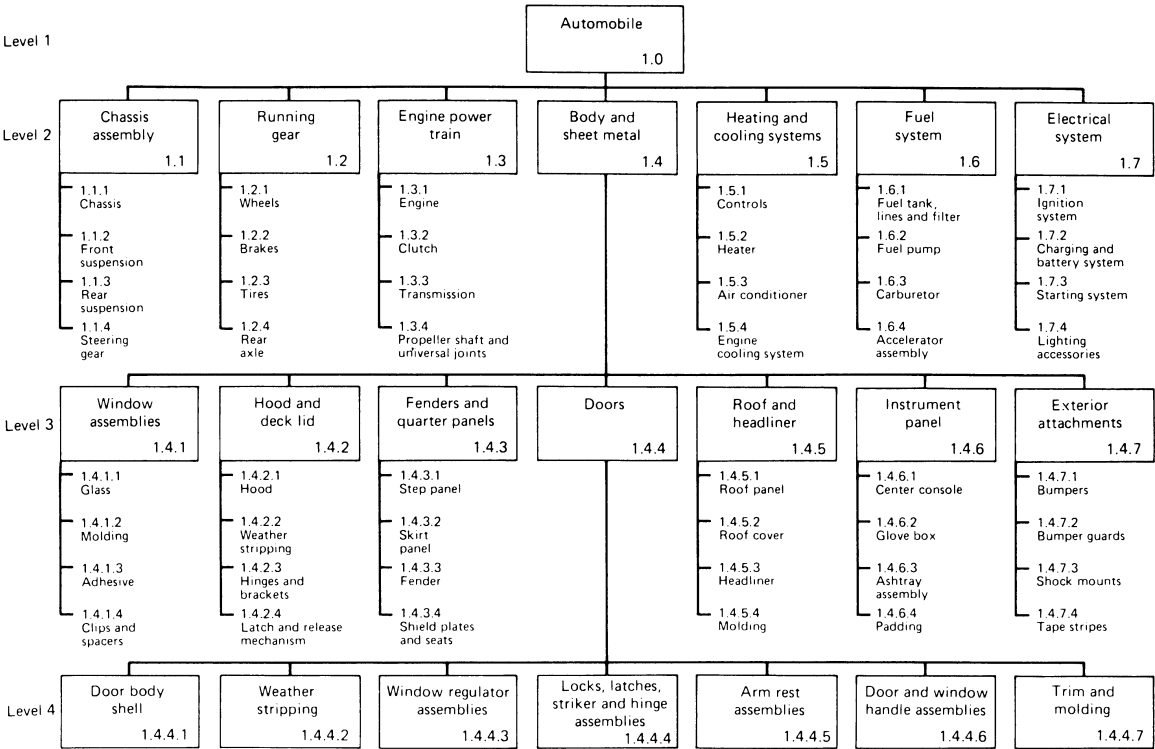 Level 1
Automobile
1.0
Level 2
Chassis
assembly
1.1
Running
gear
1.2
Engine power
train
1.3
Body and
sheet metal
1.4
Heating and
cooling systems
1.5
Fuel
system
1.6
Electrical
system
1.7
1.1.1
Chassis
1.1.2
Front
suspension
1.1.3
Rear
suspension
1.1.4
Steering
gear
1.2.1
Wheels
1.2.2
Brakes
1.2.3
Tires
1.2.4
Rear
axle
1.3.1
Engine
1.3.2
Clutch
1.3.3
Transmission
1.3.4
Propeller shaft and
universal joints
1.5.1
Controls
1.5.2
Heater
1.5.3
Air conditioner
1.5.4
Engine
cooling system
1.6.1
Fuel tank,
lines and filter
1.6.2
Fuel pump
1.6.3
Carburetor
1.6.4
Accelerator
assembly
1.7.1
Ignition
system
1.7.2
Charging and
battery system
1.7.3
Starting system
1.7.4
Lighting
accessories
Level 3
Window
assemblies
1.4.1
Hood and
deck lid
1.4.2
Fenders and
quarter panels
1.4.3
Doors
1.4.4
Roof and
headliner
1.4.5
Instrument
panel
1.4.6
Exterior
attachments
1.4.7
1.4.1.1
Glass
1.4.1.2
Molding
1.4.1.3
Adhesive
1.4.1.4
Clips and
spacers
1.4.2.1
Hood
1.4.2.2
Weather
stripping
1.4.2.3
Hinges and
brackets
1.4.2.4
Latch and release
mechanism
1.4.3.1
Step panel
1.4.3.2
Skirt
panel
1.4.3.3
Fender
1.4.3.4
Shield plates
and seats
1.4.5.1
Roof panel
1.4.5.2
Roof cover
1.4.5.3
Headliner
1.4.5.4
Molding
1.4.6.1
Center console
1.4.6.2
Glove box
1.4.6.3
Ashtray
assembly
1.4.6.4
Padding
1.4.7.1
Bumpers
1.4.7.2
Bumper guards
1.4.7.3
Shock mounts
1.4.7.4
Tape stripes
Level 4
Door body
shell
1.4.4.1
Weather
stripping
1.4.4.2
Window regulator
assemblies
1.4.4.3
Locks, latches,
striker and hinge
assemblies
1.4.4.4
Arm rest
assemblies
1.4.4.5
Door and window
handle assemblies
1.4.4.6
Trim and
molding
1.4.4.7